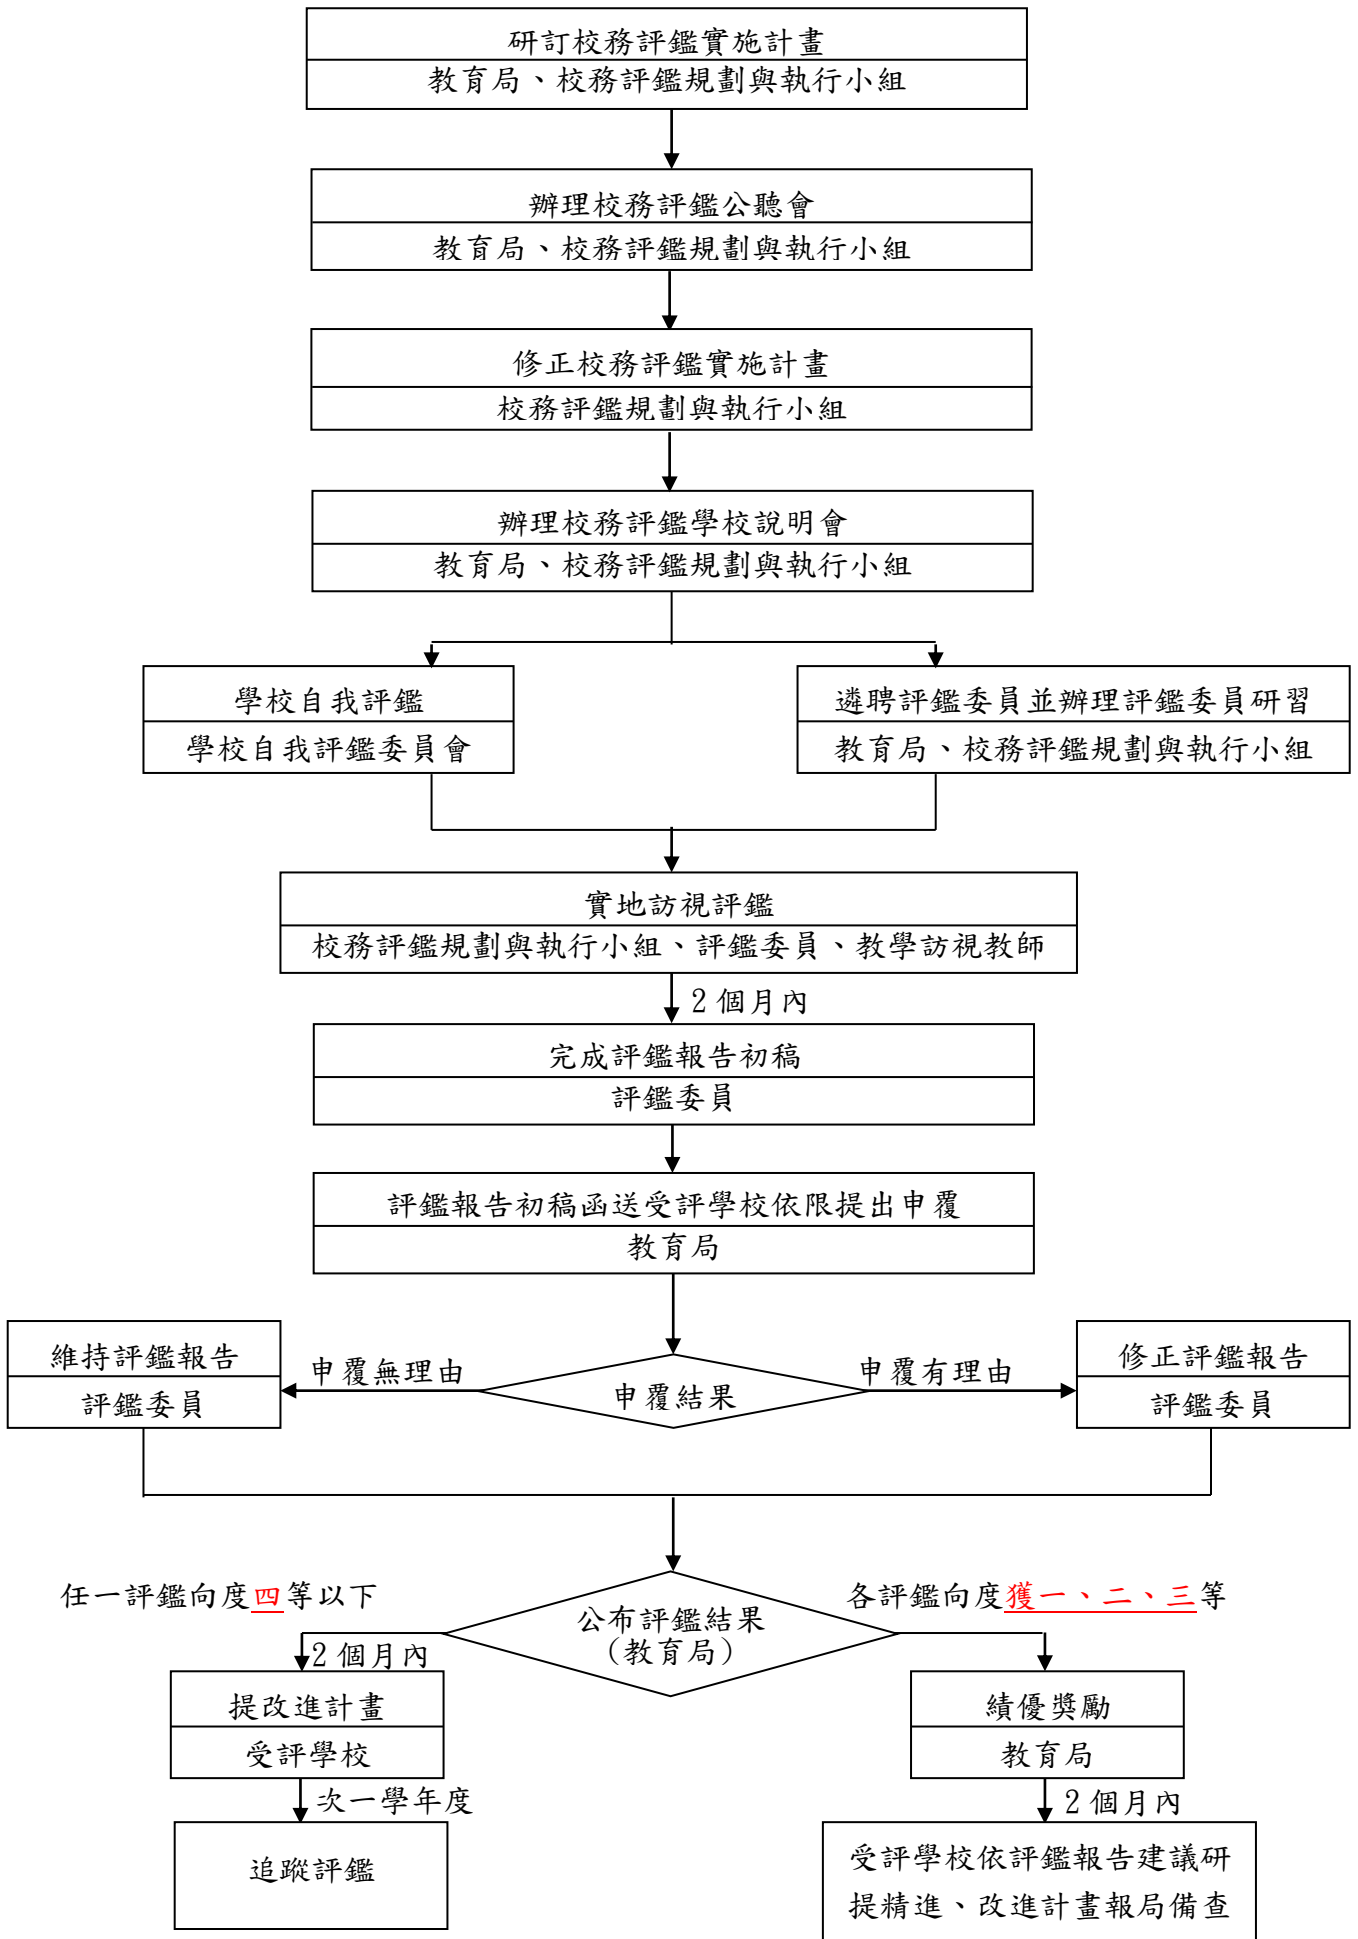 研訂校務評鑑實施計畫
教育局、校務評鑑規劃與執行小組
辦理校務評鑑公聽會
教育局、校務評鑑規劃與執行小組
修正校務評鑑實施計畫
校務評鑑規劃與執行小組
辦理校務評鑑學校說明會
教育局、校務評鑑規劃與執行小組
學校自我評鑑
學校自我評鑑委員會
遴聘評鑑委員並辦理評鑑委員研習
教育局、校務評鑑規劃與執行小組
實地訪視評鑑
校務評鑑規劃與執行小組、評鑑委員、教學訪視教師
2 個月內
完成評鑑報告初稿
評鑑委員
評鑑報告初稿函送受評學校依限提出申覆
教育局
維持評鑑報告
評鑑委員
申覆無理由
申覆結果
申覆有理由
修正評鑑報告
評鑑委員
任一評鑑向度四等以下
公布評鑑結果
（教育局）
各評鑑向度獲一、二、三等
2 個月內
提改進計畫
受評學校
次一學年度
追蹤評鑑
績優獎勵
教育局
2 個月內
受評學校依評鑑報告建議研
提精進、改進計畫報局備查